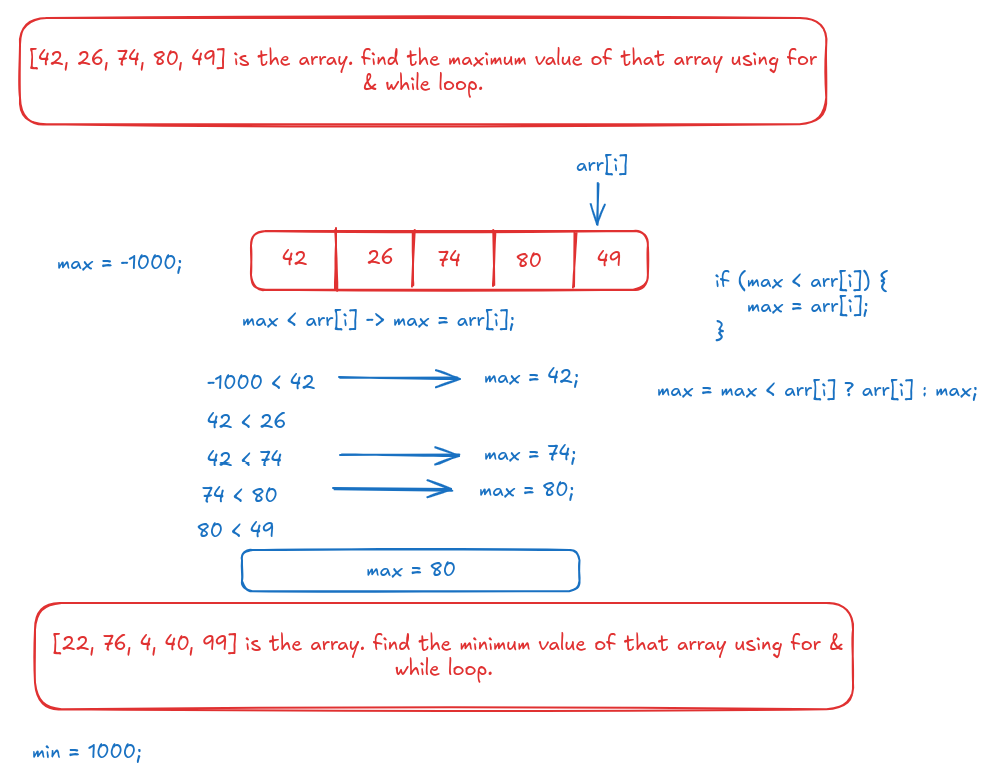 [42, 26, 74, 80, 49] is the array. find the maximum value of that array using for
& while loop.
arr[i]
max = -1000;
42 26 74 80 49
if (max < arr[i]) {
max = arr[i];
}
max < arr[i] -> max = arr[i];
max = max < arr[i] ? arr[i] : max;
-1000 < 42 max = 42;
42 < 26
42 < 74 max = 74;
74 < 80 max = 80;
80 < 49
max = 80
[22, 76, 4, 40, 99] is the array. find the minimum value of that array using for &
while loop.
min = 1000;